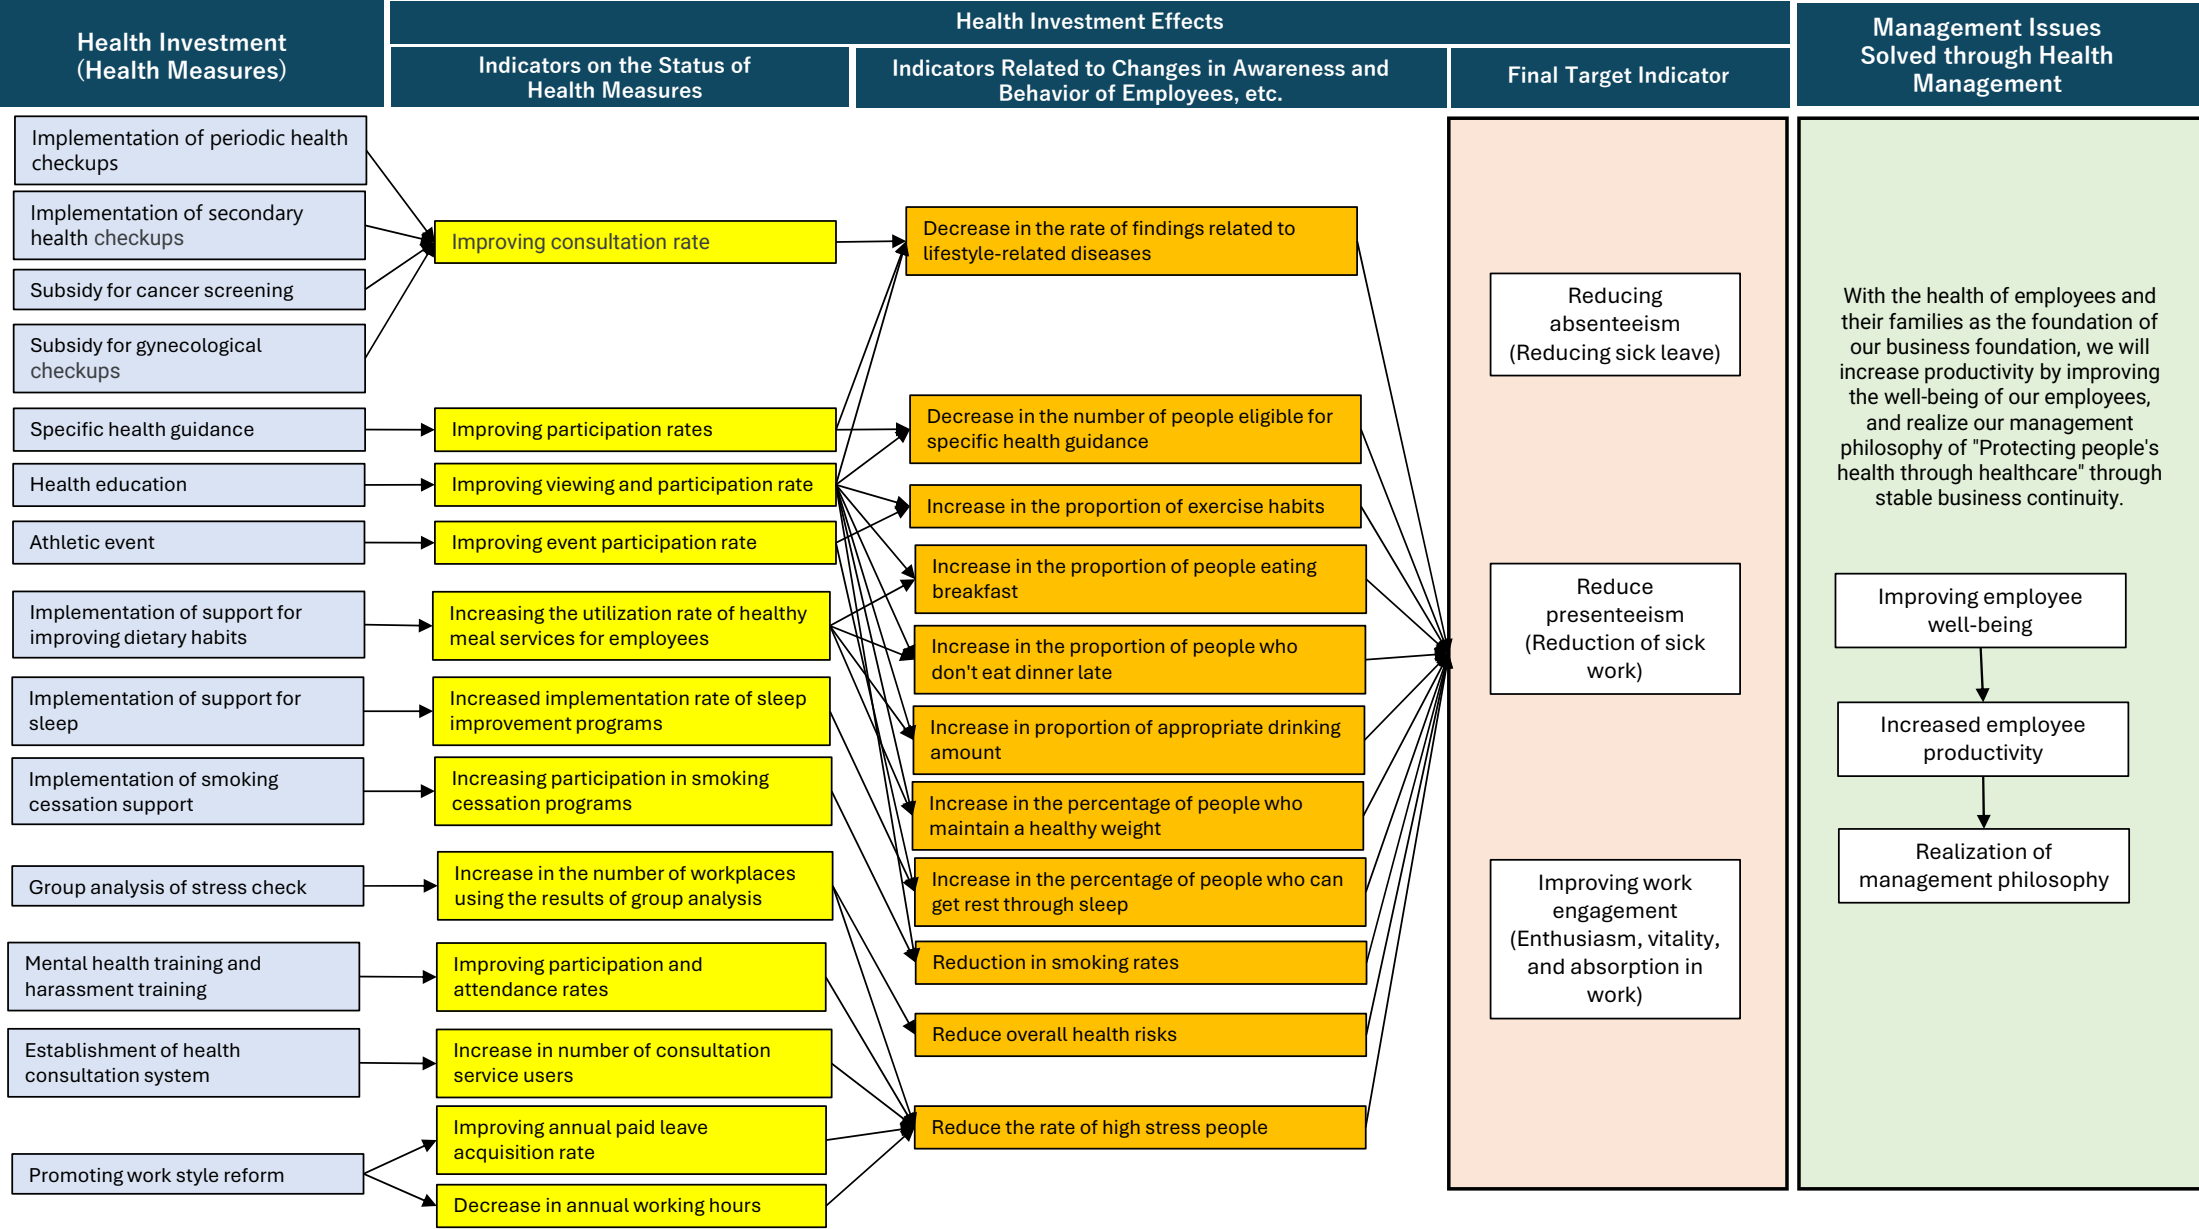 Health Investment
(Health Measures)
Health Investment Effects
Indicators on the Status of
Health Measures
Indicators Related to Changes in Awareness and
Behavior of Employees, etc.
Final Target Indicator
Management Issues
Solved through Health
Management
Implementation of periodic health
checkups
Implementation of secondary
health checkups
Subsidy for cancer screening
Subsidy for gynecological
checkups
Specific health guidance
Health education
Athletic event
Implementation of support for
improving dietary habits
Implementation of support for
sleep
Implementation of smoking
cessation support
Group analysis of stress check
Mental health training and
harassment training
Establishment of health
consultation system
Promoting work style reform
Improving consultation rate
Improving participation rates
Improving viewing and participation rate
Improving event participation rate
Increasing the utilization rate of healthy
meal services for employees
Increased implementation rate of sleep
improvement programs
Increasing participation in smoking
cessation programs
Increase in the number of workplaces
using the results of group analysis
Improving participation and
attendance rates
Increase in number of consultation
service users
Improving annual paid leave
acquisition rate
Decrease in annual working hours
Decrease in the rate of findings related to
lifestyle-related diseases
Decrease in the number of people eligible for
specific health guidance
Increase in the proportion of exercise habits
Increase in the proportion of people eating
breakfast
Increase in the proportion of people who
don't eat dinner late
Increase in proportion of appropriate drinking
amount
Increase in the percentage of people who
maintain a healthy weight
Increase in the percentage of people who can
get rest through sleep
Reduction in smoking rates
Reduce overall health risks
Reduce the rate of high stress people
Reducing
absenteeism
(Reducing sick leave)
Reduce
presenteeism
(Reduction of sick
work)
Improving work
engagement
(Enthusiasm, vitality,
and absorption in
work)
With the health of employees and
their families as the foundation of
our business foundation, we will
increase productivity by improving
the well-being of our employees,
and realize our management
philosophy of "Protecting people's
health through healthcare" through
stable business continuity.
Improving employee
well-being
Increased employee
productivity
Realization of
management philosophy